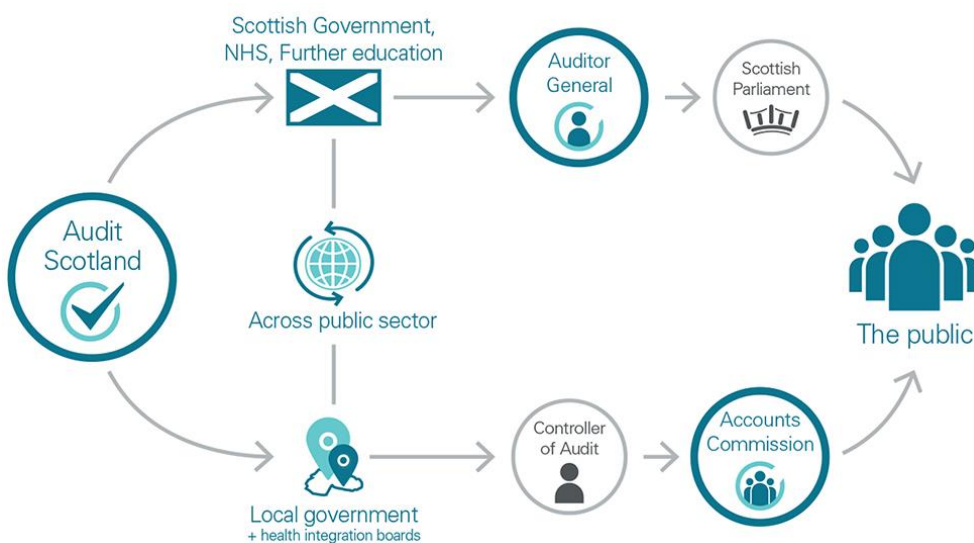 Scottish Government,
NHS, Further education
Auditor
General
Scottish
Parliament
Audit
Scotland
Across public sector
The public
Controller
of Audit
Accounts
Commission
Local government
+ health integration boards